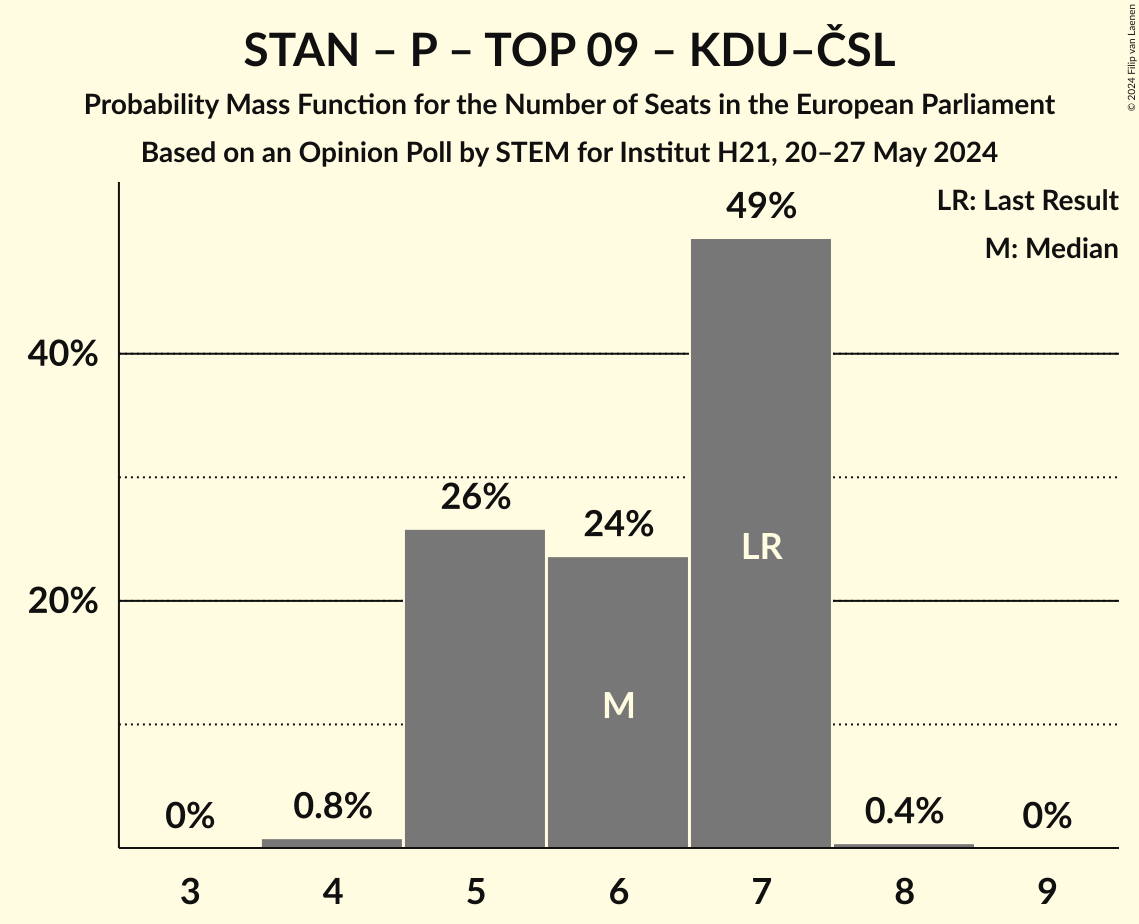 STAN – P – TOP 09 – KDU–ČSL
Probability Mass Function for the Number of Seats in the European Parliament
Based on an Opinion Poll by STEM for Institut H21, 20–27 May 2024
© 2024 Filip van Laenen
LR: Last Result
M: Median
49%
40%
26%
24%
LR
20%
M
0%
0.8%
0.4%
0%
3 4 5 6 7 8 9